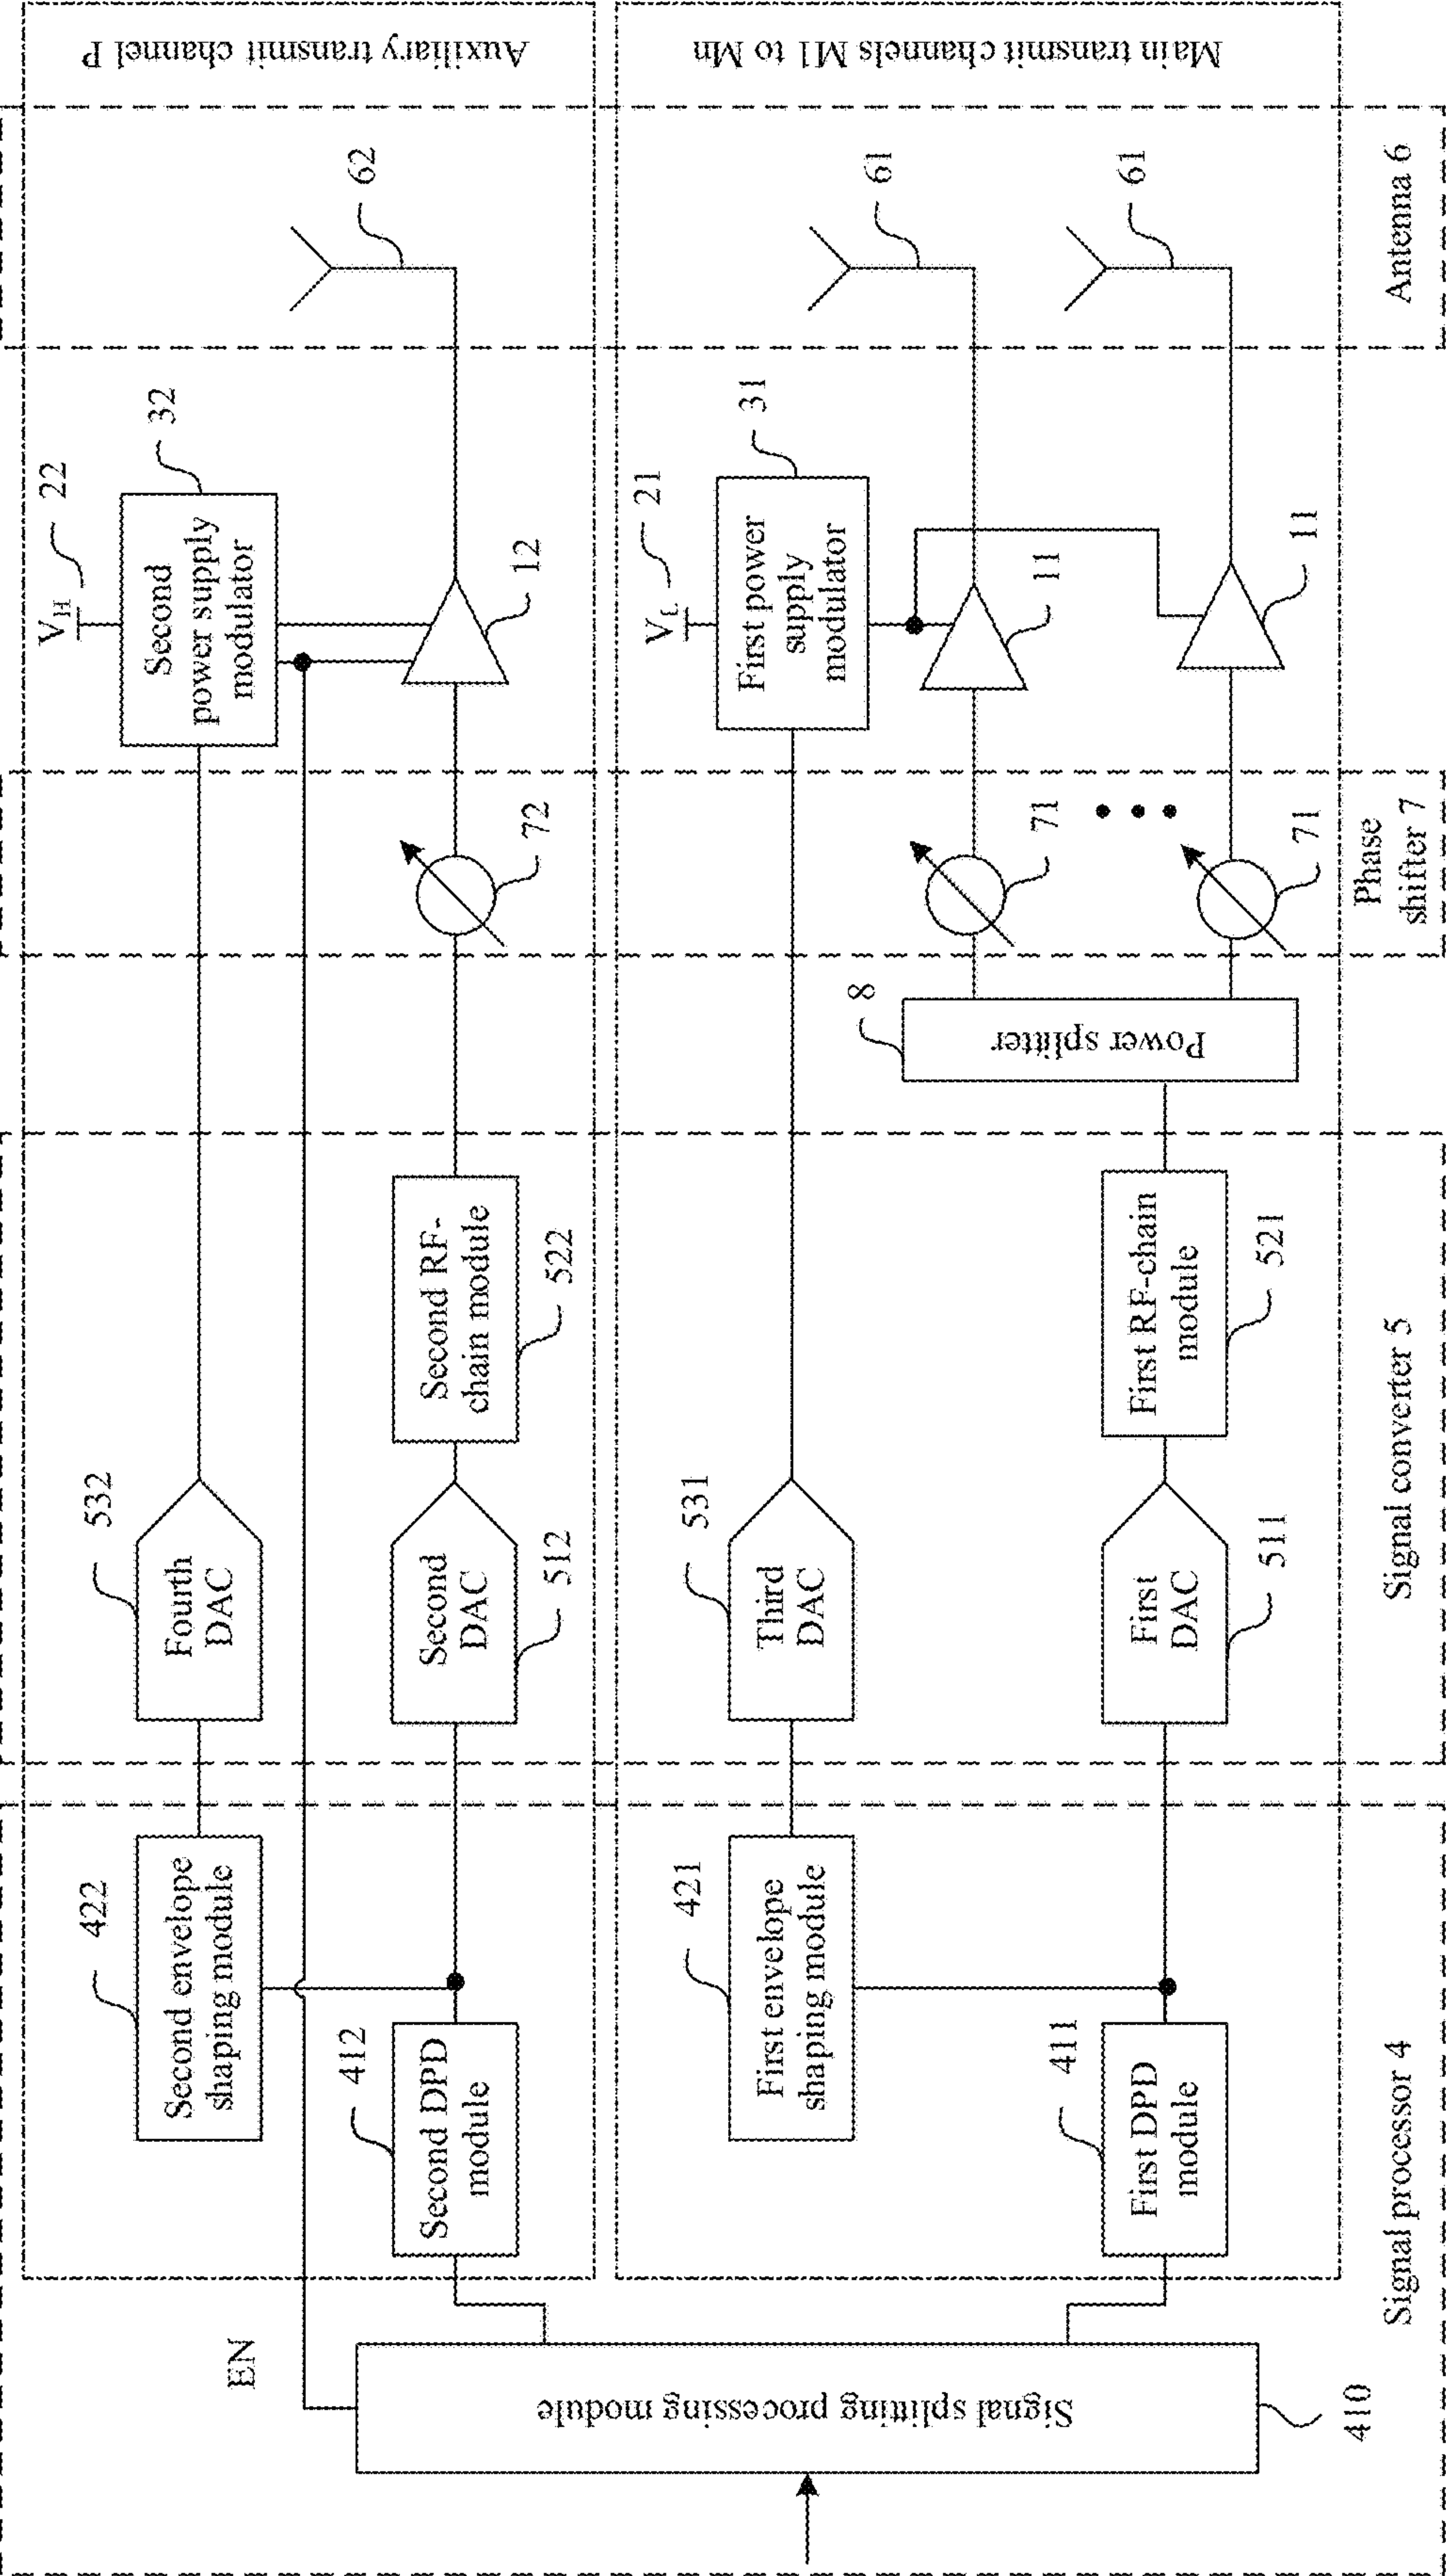 EN
Signal splitting processing module
410
Second envelope
shaping module
422
Second DPD
module
412
First envelope
shaping module
421
First DPD
module
411
Signal processor 4
Fourth
DAC
532
Second
DAC
512
Second RF-
chain module
522
Third
DAC
531
First
DAC
511
First RF-chain
module
521
Signal converter 5
Power splitter
8
72
71
71
Phase
shifter 7
VH
22
Second
power supply
modulator
32
12
VL
21
First power
supply
modulator
31
11
11
62
61
61
Antenna 6
Auxiliary transmit channel P
Main transmit channels M1 to Mn